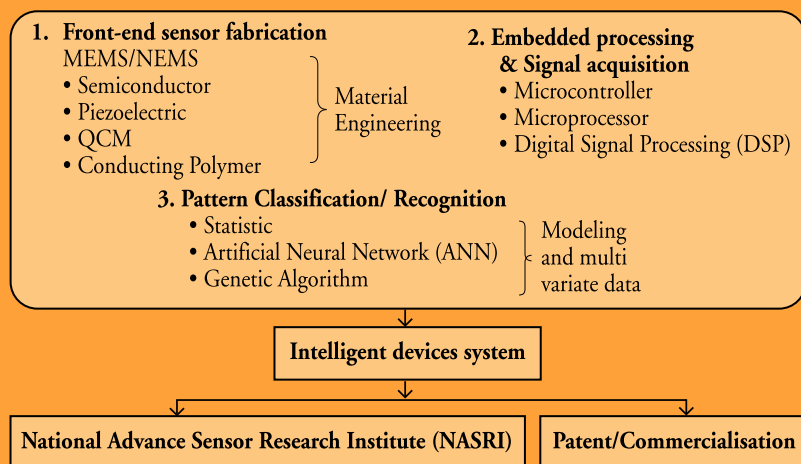 1. Front-end sensor fabrication
MEMS/NEMS
• Semiconductor
• Piezoelectric
• QCM
• Conducting Polymer
Material
Engineering
2. Embedded processing
& Signal acquisition
• Microcontroller
• Microprocessor
• Digital Signal Processing (DSP)
3. Pattern Classification/ Recognition
• Statistic
• Artificial Neural Network (ANN)
• Genetic Algorithm
Modeling
and multi
variate data
Intelligent devices system
National Advance Sensor Research Institute (NASRI)
Patent/Commercialisation